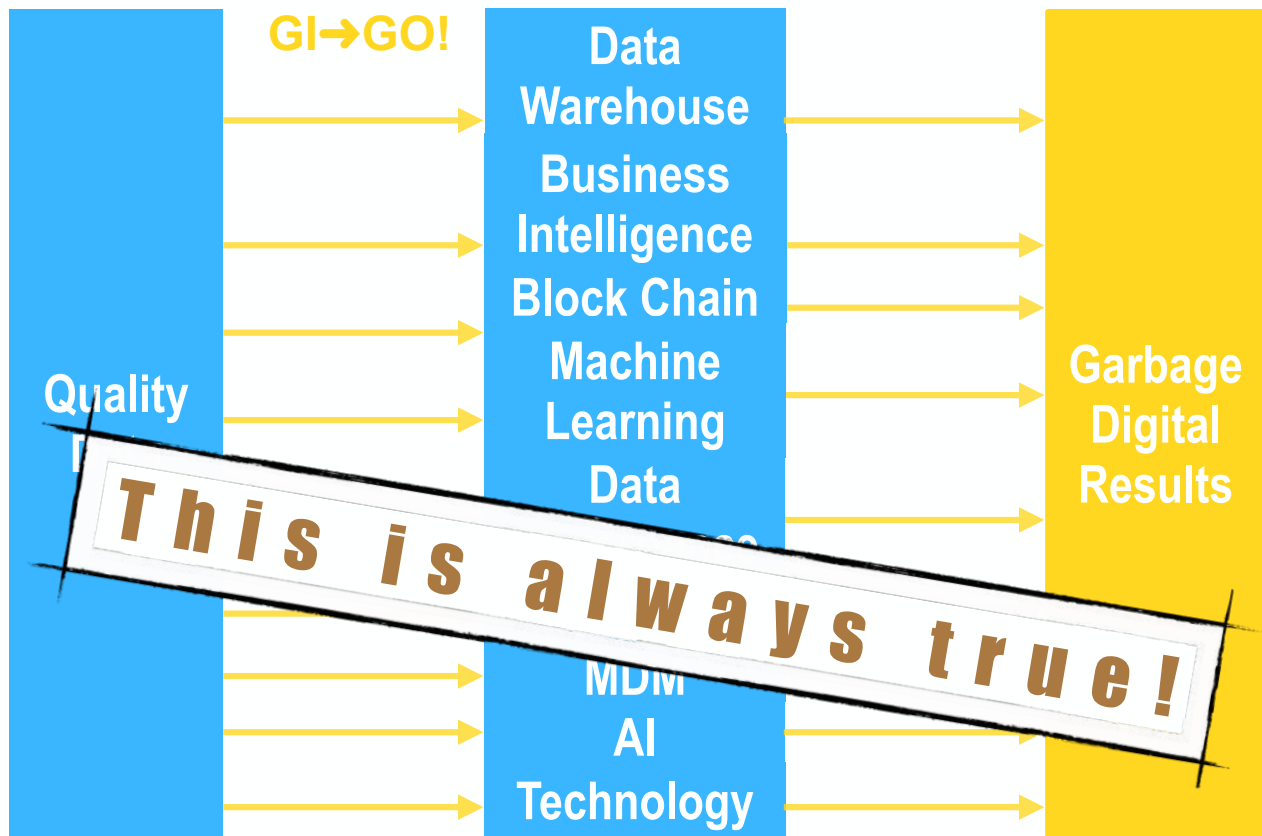 GI➔GO!
Quality
Data
Warehouse
Business
Intelligence
Block Chain
Machine
Learning
Data
MDM
AI
Technology
Garbage
Digital
Results
This is always true!